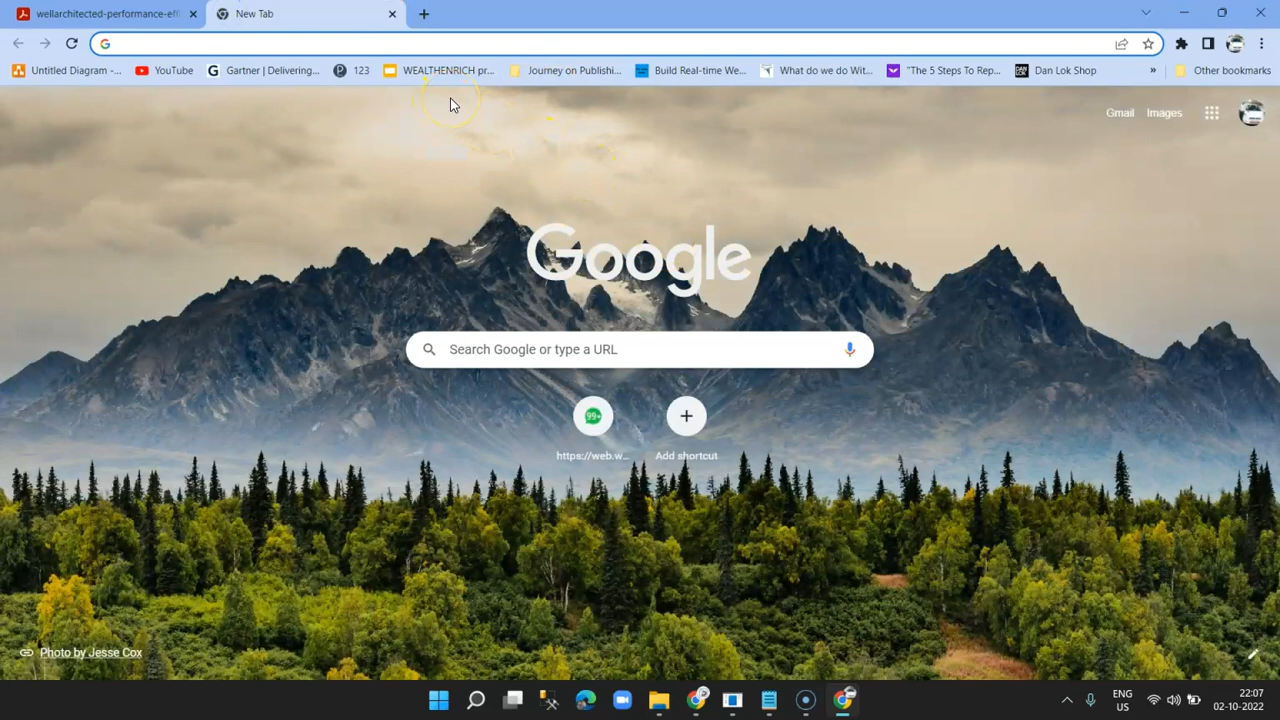 wellarchitected-performance-effi
New Tab
Untitled Diagram -...
YouTube
G Gartner | Delivering...
123
WEALTHENRICH pr...
Journey on Publishi...
Build Real-time We...
What do we do Wit...
"The 5 Steps To Rep...
DAN LOK Dan Lok Shop
»
Other bookmarks
Gmail
Images
Google
Search Google or type a URL
99+
https://web.w...
Add shortcut
Photo by Jesse Cox
ENG
US
22:07
02-10-2022